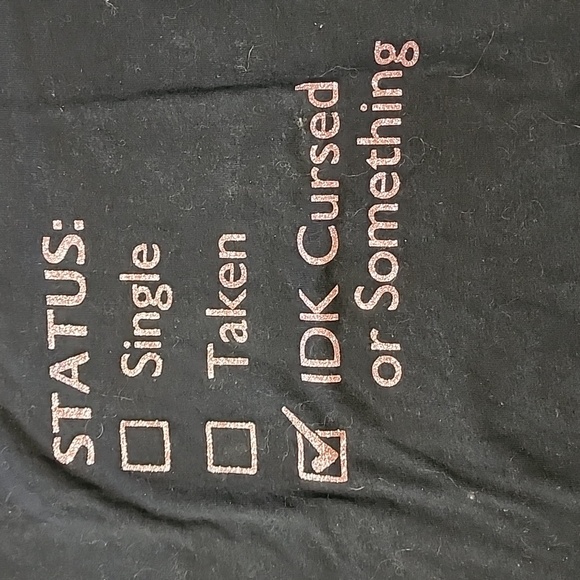 STATUS:
Single
Taken
IDK Cursed
or Something